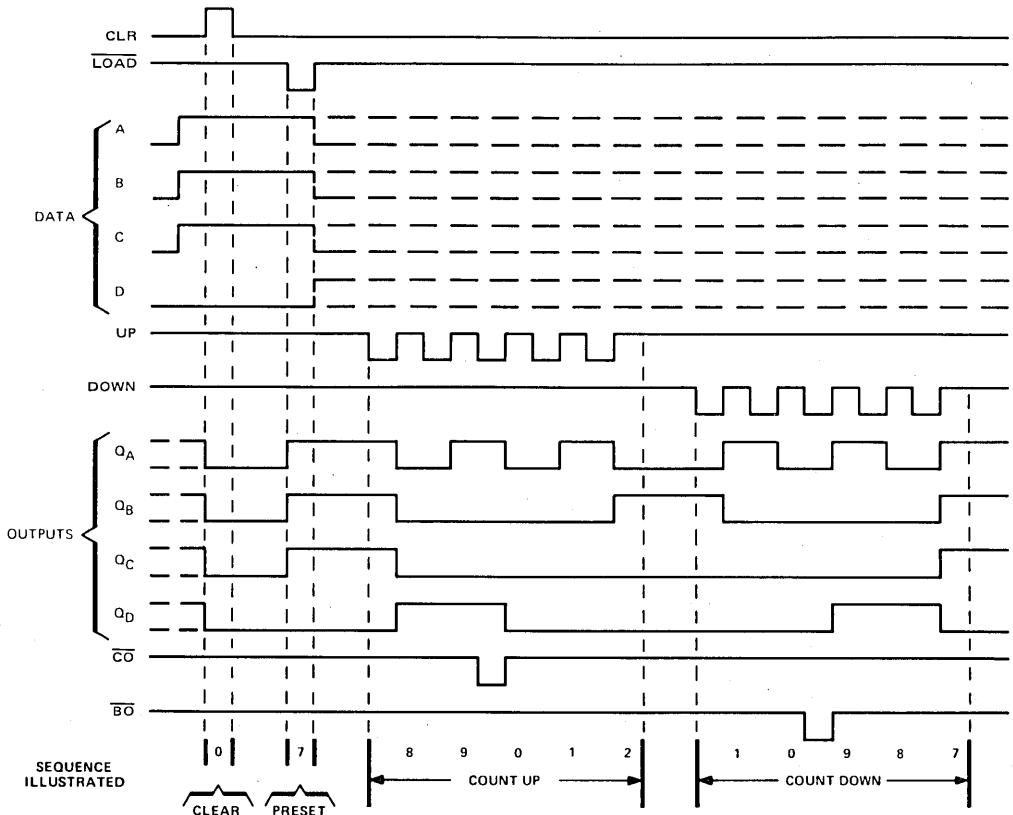 CLR
LOAD
A
B
DATA
C
D
UP
DOWN
QA
QB
OUTPUTS
QC
QD
CO
BO
SEQUENCE ILLUSTRATED
0 7 8 9 0 1 2 1 0 9 8 7
COUNT UP COUNT DOWN
CLEAR PRESET